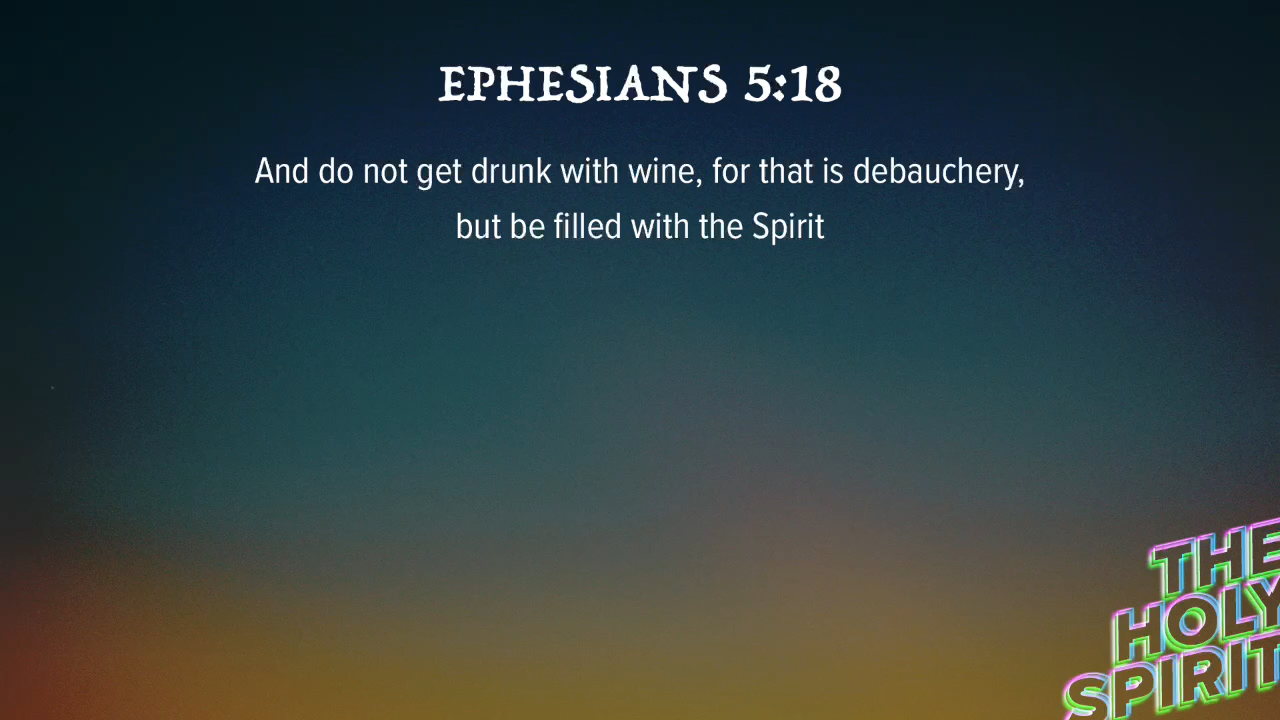 EPHESIANS 5:18
And do not get drunk with wine, for that is debauchery,
but be filled with the Spirit
THE
HOLY
SPIRIT